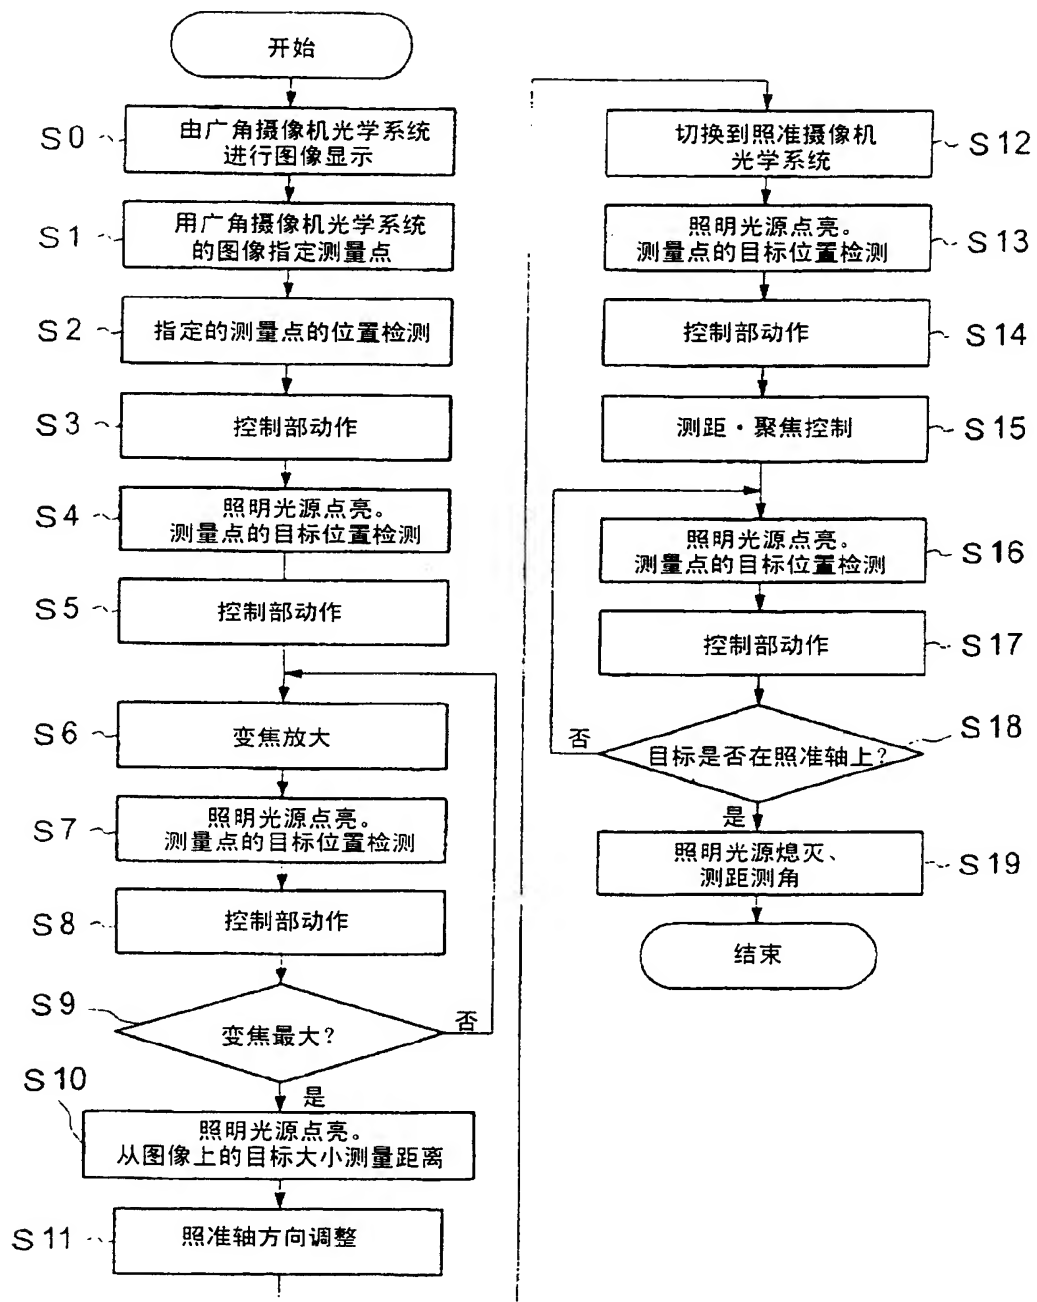 开始
S0
由广角摄像机光学系统
进行图像显示
S1
用广角摄像机光学系统
的图像指定测量点
S2
指定的测量点的位置检测
S3
控制部动作
S4
照明光源点亮。
测量点的目标位置检测
S5
控制部动作
S6
变焦放大
S7
照明光源点亮。
测量点的目标位置检测
S8
控制部动作
S9
变焦最大?
否
是
S10
照明光源点亮。
从图像上的目标大小测量距离
S11
照准轴方向调整
切换到照准摄像机
光学系统
S12
照明光源点亮。
测量点的目标位置检测
S13
控制部动作
S14
测距·聚焦控制
S15
照明光源点亮。
测量点的目标位置检测
S16
控制部动作
S17
目标是否在照准轴上?
S18
否
是
照明光源熄灭、
测距测角
S19
结束